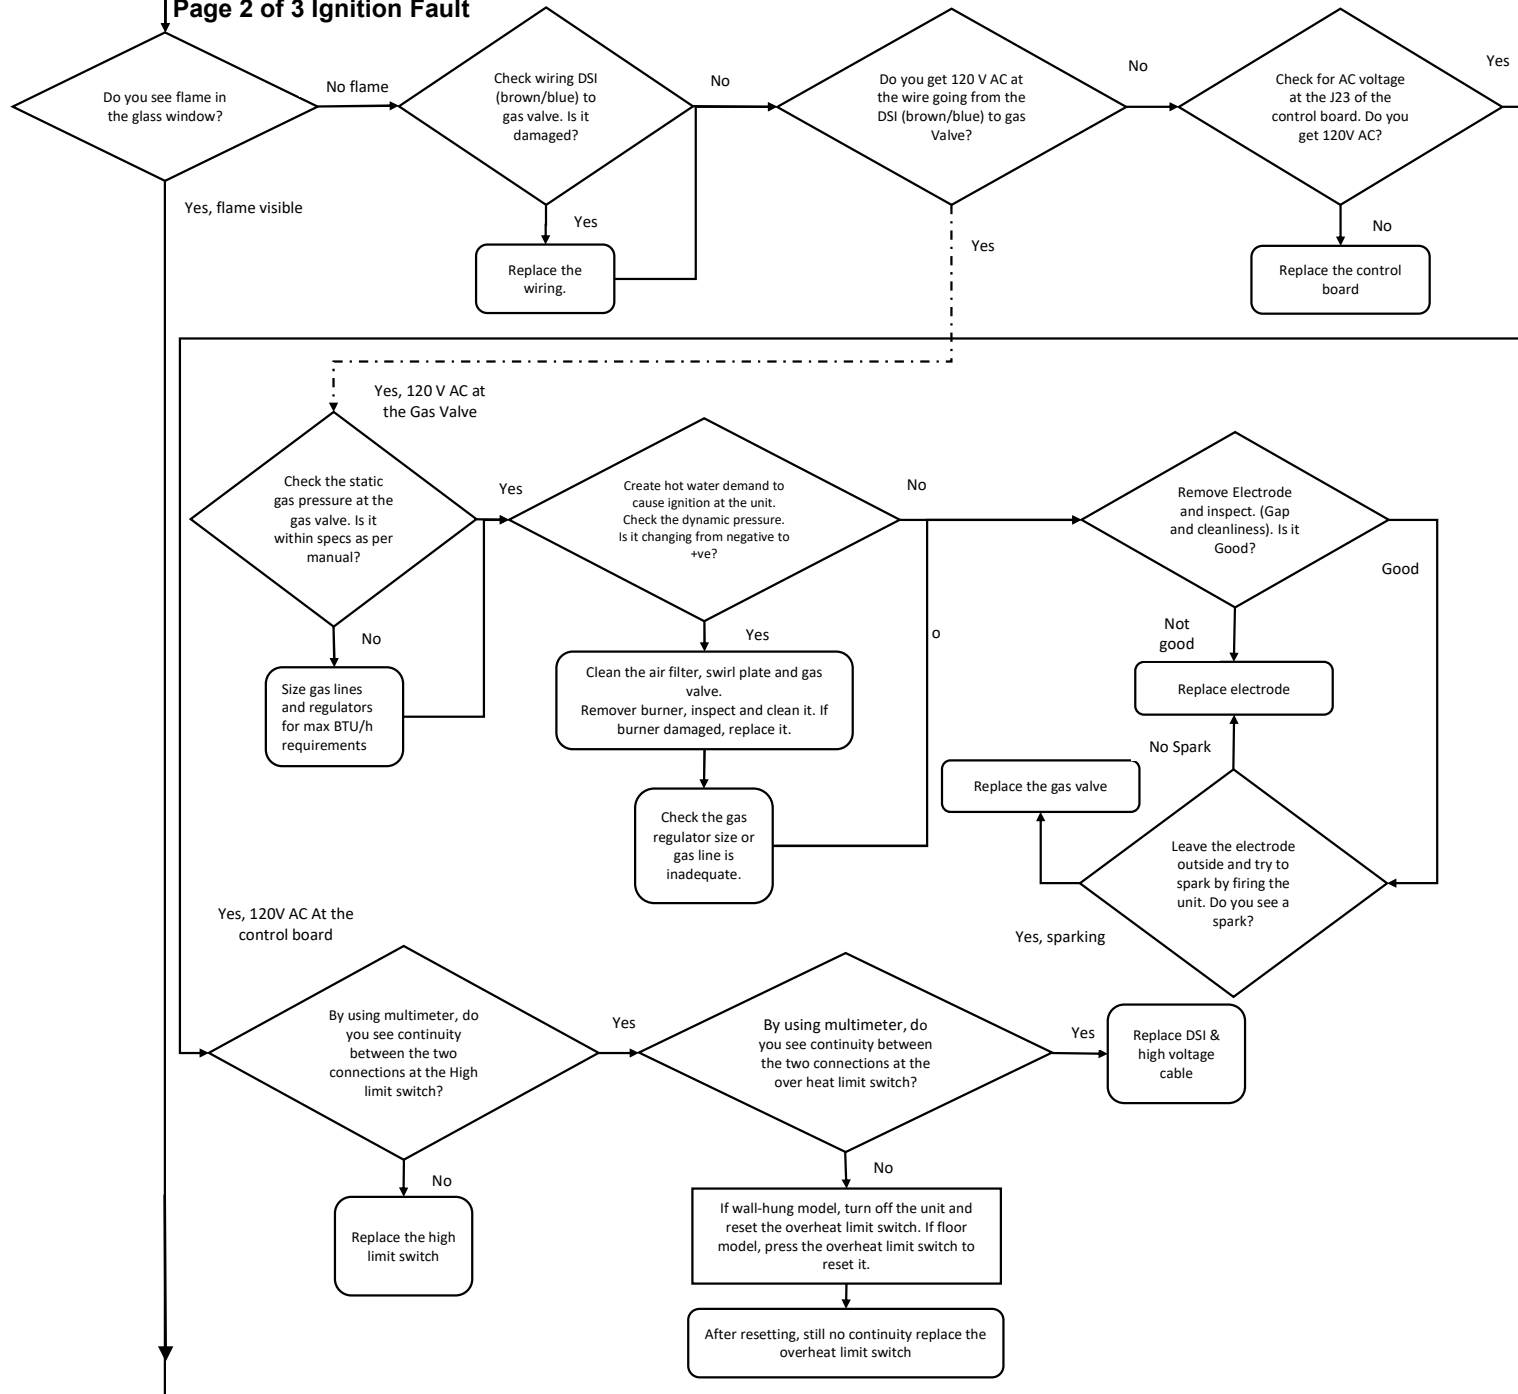 Page 2 of 3 Ignition Fault
Do you see flame in
the glass window?
No flame
Check wiring DSI
(brown/blue) to
gas valve. Is it
damaged?
No
Do you get 120 V AC at
the wire going from the
DSI (brown/blue) to gas
Valve?
No
Check for AC voltage
at the J23 of the
control board. Do you
get 120V AC?
Yes
Yes, flame visible
Yes
Replace the
wiring.
Yes
No
Replace the control
board
Yes, 120 V AC at
the Gas Valve
Check the static
gas pressure at the
gas valve. Is it
within specs as per
manual?
Yes
Create hot water demand to
cause ignition at the unit.
Check the dynamic pressure.
Is it changing from negative to
+ve?
No
Remove Electrode
and inspect. (Gap
and cleanliness). Is it
Good?
Good
No
Size gas lines
and regulators
for max BTU/h
requirements
Yes
Clean the air filter, swirl plate and gas
valve.
Remover burner, inspect and clean it. If
burner damaged, replace it.
o
Not
good
Replace electrode
No Spark
Replace the gas valve
Check the gas
regulator size or
gas line is
inadequate.
Leave the electrode
outside and try to
spark by firing the
unit. Do you see a
spark?
Yes, sparking
Yes, 120V AC At the
control board
By using multimeter, do
you see continuity
between the two
connections at the High
limit switch?
Yes
By using multimeter, do
you see continuity between
the two connections at the
over heat limit switch?
Yes
Replace DSI &
high voltage
cable
No
Replace the high
limit switch
No
If wall-hung model, turn off the unit and
reset the overheat limit switch. If floor
model, press the overheat limit switch to
reset it.
After resetting, still no continuity replace the
overheat limit switch